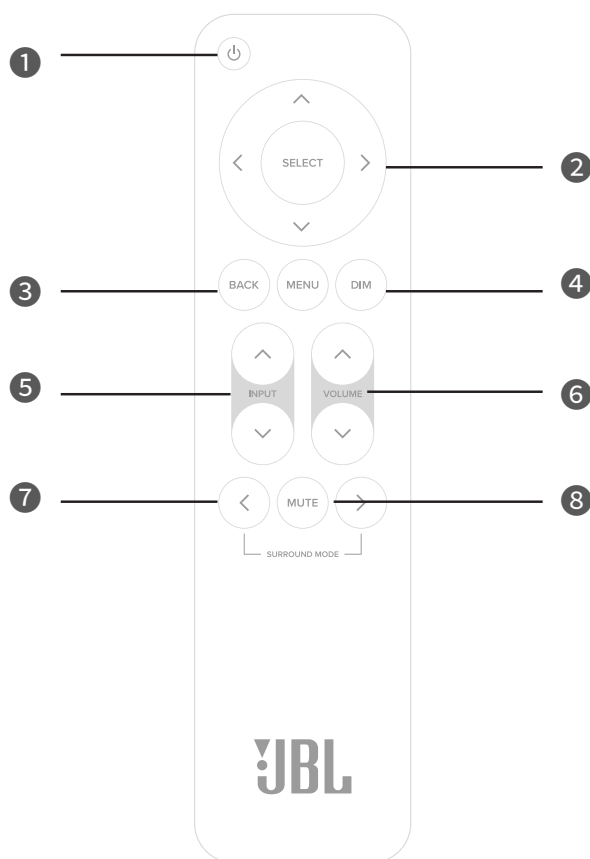 1
SELECT
2
3
BACK MENU DIM
4
5
INPUT VOLUME
6
7
MUTE
8
SURROUND MODE
JBL